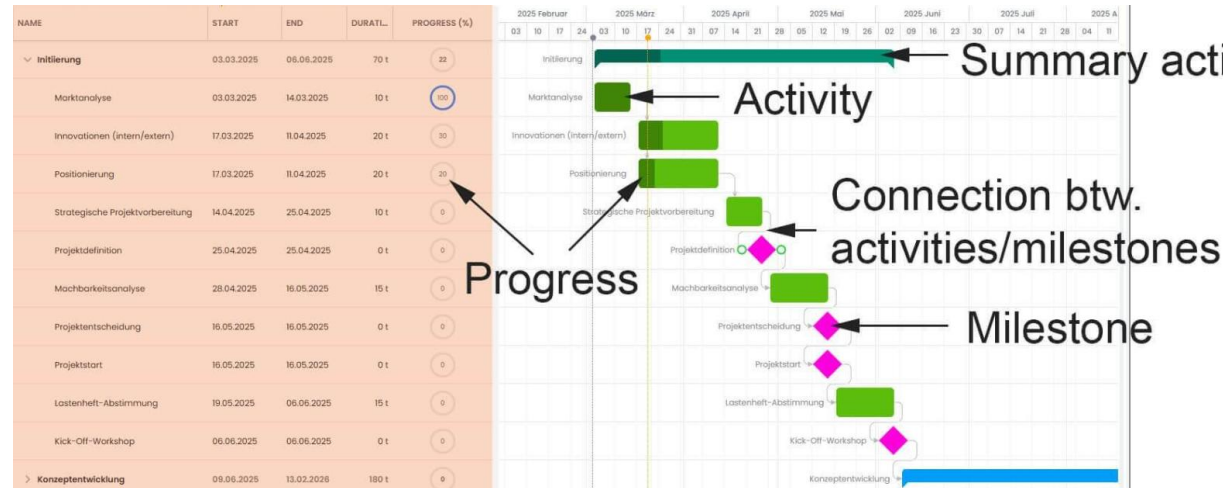 NAME START END DURATI... PROGRESS (%)
2025 Februar 2025 März 2025 April 2025 Mai 2025 Juni 2025 Juli 2025 A
03 10 17 24 03 10 17 24 31 07 14 21 28 05 12 19 26 02 09 16 23 30 07 14 21 28 04 11
Initiierung 03.03.2025 06.06.2025 70 t 22 Initiierung Summary acti
Marktanalyse 03.03.2025 14.03.2025 10 t 100 Marktanalyse Activity
Innovationen (intern/extern) 17.03.2025 11.04.2025 20 t 30 Innovationen (intern/extern)
Positionierung 17.03.2025 11.04.2025 20 t 20 Positionierung
Connection btw.
Strategische Projektvorbereitung 14.04.2025 25.04.2025 10 t 0 Strategische Projektvorbereitung
activities/milestones
Projektdefinition 25.04.2025 25.04.2025 0 t 0 Projektdefinition
Progress
Machbarkeitsanalyse 28.04.2025 16.05.2025 15 t 0 Machbarkeitsanalyse
Projektentscheidung 16.05.2025 16.05.2025 0 t 0 Projektentscheidung Milestone
Projektstart 16.05.2025 16.05.2025 0 t 0 Projektstart
Lastenheft-Abstimmung 19.05.2025 06.06.2025 15 t 0 Lastenheft-Abstimmung
Kick-Off-Workshop 06.06.2025 06.06.2025 0 t 0 Kick-Off-Workshop
Konzeptentwicklung 09.06.2025 13.02.2026 180 t 0 Konzeptentwicklung